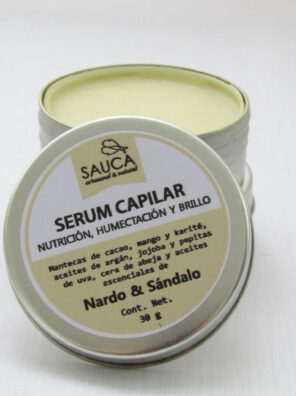 SAUCA
artesanal & natural
SERUM CAPILAR
NUTRICIÓN, HUMECTACIÓN Y BRILLO
Mantecas de cacao, mango y karité,
aceites de argán, jojoba y pepitas
de uva, cera de abeja y aceites
escenciales de
Nardo & Sándalo
Cont. Net.
30 g